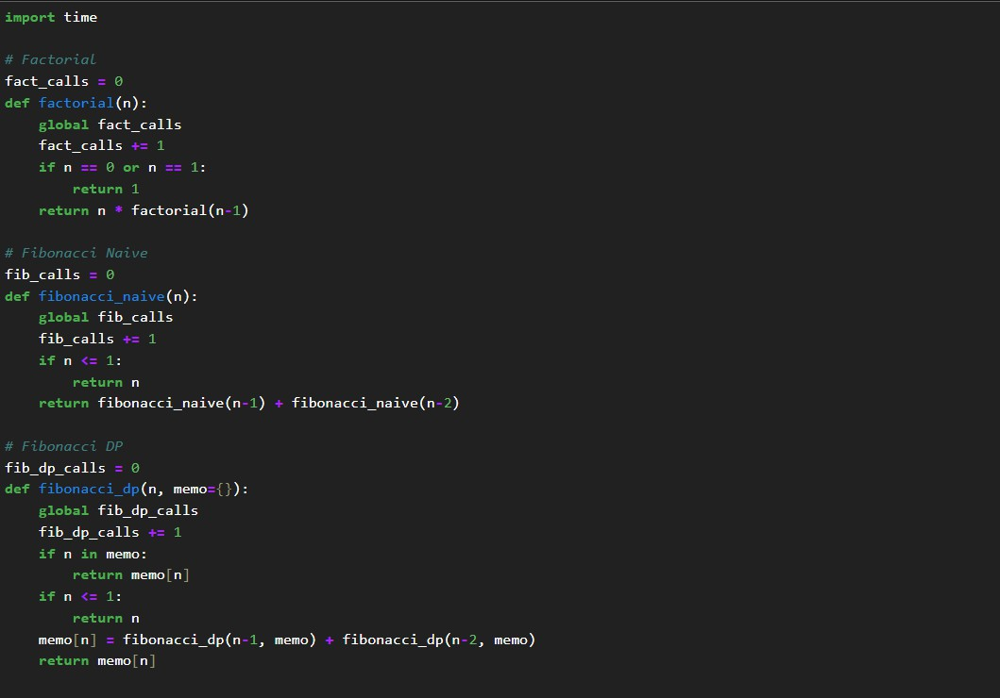 import time
# Factorial
fact_calls = 0
def factorial(n):
    global fact_calls
    fact_calls += 1
    if n == 0 or n == 1:
        return 1
    return n * factorial(n-1)
# Fibonacci Naive
fib_calls = 0
def fibonacci_naive(n):
    global fib_calls
    fib_calls += 1
    if n <= 1:
        return n
    return fibonacci_naive(n-1) + fibonacci_naive(n-2)
# Fibonacci DP
fib_dp_calls = 0
def fibonacci_dp(n, memo={}):
    global fib_dp_calls
    fib_dp_calls += 1
    if n in memo:
        return memo[n]
    if n <= 1:
        return n
    memo[n] = fibonacci_dp(n-1, memo) + fibonacci_dp(n-2, memo)
    return memo[n]